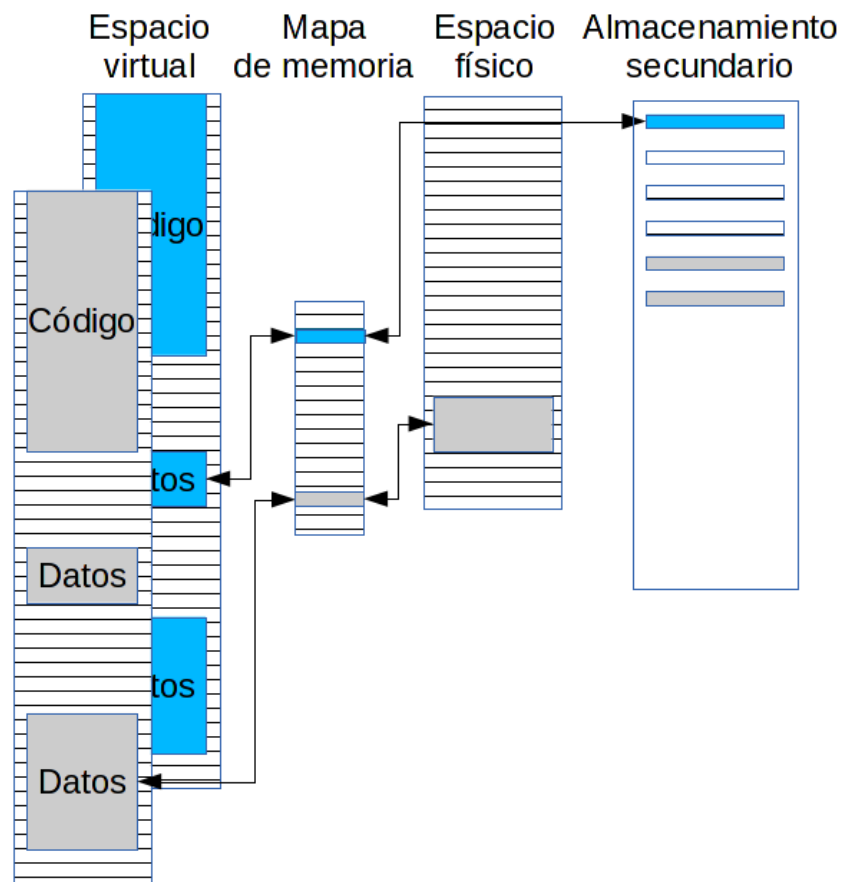 Espacio
virtual
Mapa
de memoria
Espacio
físico
Almacenamiento
secundario
digo
Código
tos
Datos
tos
Datos